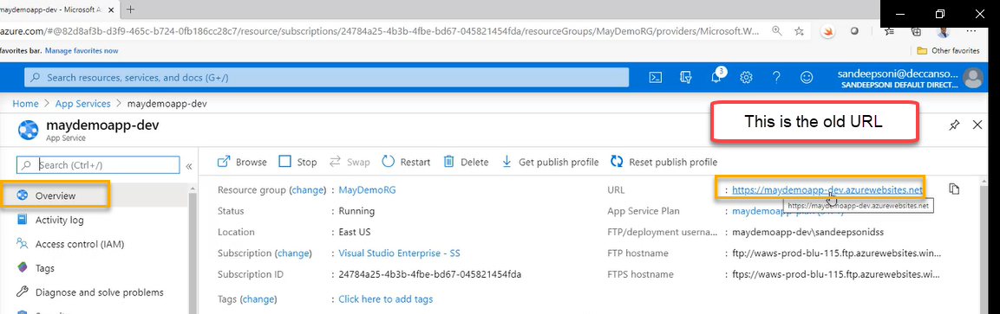 maydemoapp-dev - Microsoft A
azure.com/#@82d8af3b-d3f9-465c-b724-0fb186cc28c7/resource/subscriptions/24784a25-4b3b-4fbe-bd67-045821454fda/resourceGroups/MayDemoRG/providers/Microsoft.W...
favorites bar. Manage favorites now
Other favorites
Search resources, services, and docs (G+/)
3
sandeepsoni@deccanso...
SANDEEPSONI DEFAULT DIRECT...
Home > App Services > maydemoapp-dev
This is the old URL
maydemoapp-dev
App Service
Search (Ctrl+/)
Browse Stop Swap Restart Delete Get publish profile Reset publish profile
Overview
Activity log
Access control (IAM)
Tags
Diagnose and solve problems
Resource group (change) : MayDemoRG
Status : Running
Location : East US
Subscription (change) : Visual Studio Enterprise - SS
Subscription ID : 24784a25-4b3b-4fbe-bd67-045821454fda
Tags (change) : Click here to add tags
URL : https://maydemoapp-dev.azurewebsites.net
https://maydemoapp-dev.azurewebsites.net
App Service Plan : maydemoapp-plan
FTP/deployment userna... : maydemoapp-dev\sandeepsonidss
FTP hostname : ftp://waws-prod-blu-115.ftp.azurewebsites.win...
FTPS hostname : ftps://waws-prod-blu-115.ftp.azurewebsites.wi...